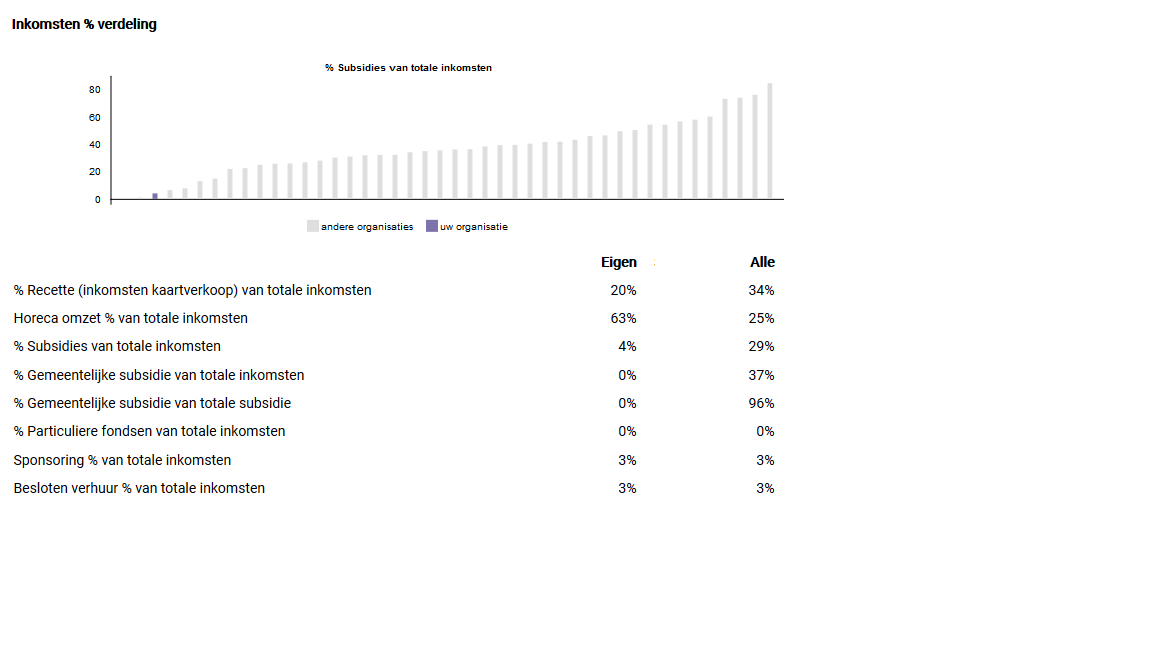 Inkomsten % verdeling
% Subsidies van totale inkomsten
80
60
40
20
0
andere organisaties uw organisatie
Eigen Alle
% Recette (inkomsten kaartverkoop) van totale inkomsten 20% 34%
Horeca omzet % van totale inkomsten 63% 25%
% Subsidies van totale inkomsten 4% 29%
% Gemeentelijke subsidie van totale inkomsten 0% 37%
% Gemeentelijke subsidie van totale subsidie 0% 96%
% Particuliere fondsen van totale inkomsten 0% 0%
Sponsoring % van totale inkomsten 3% 3%
Besloten verhuur % van totale inkomsten 3% 3%